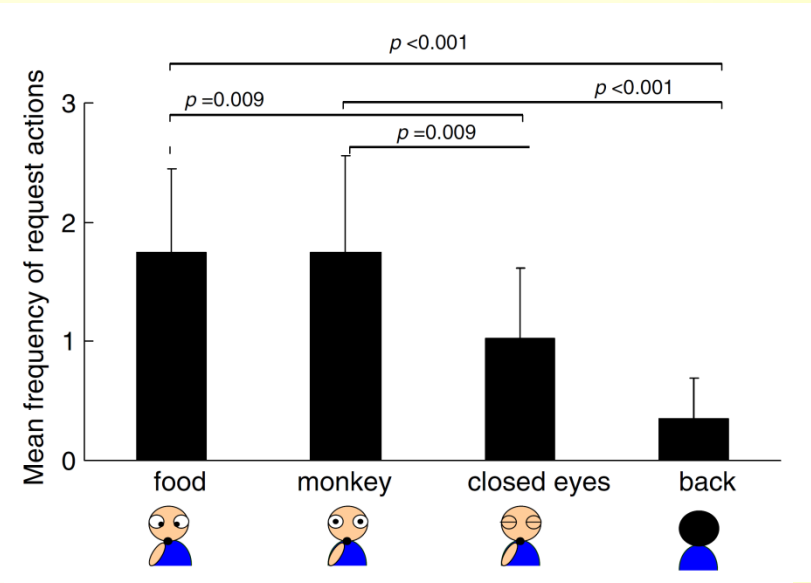 p <0.001
p =0.009
p <0.001
p =0.009
Mean frequency of request actions
3
2
1
0
food
monkey
closed eyes
back